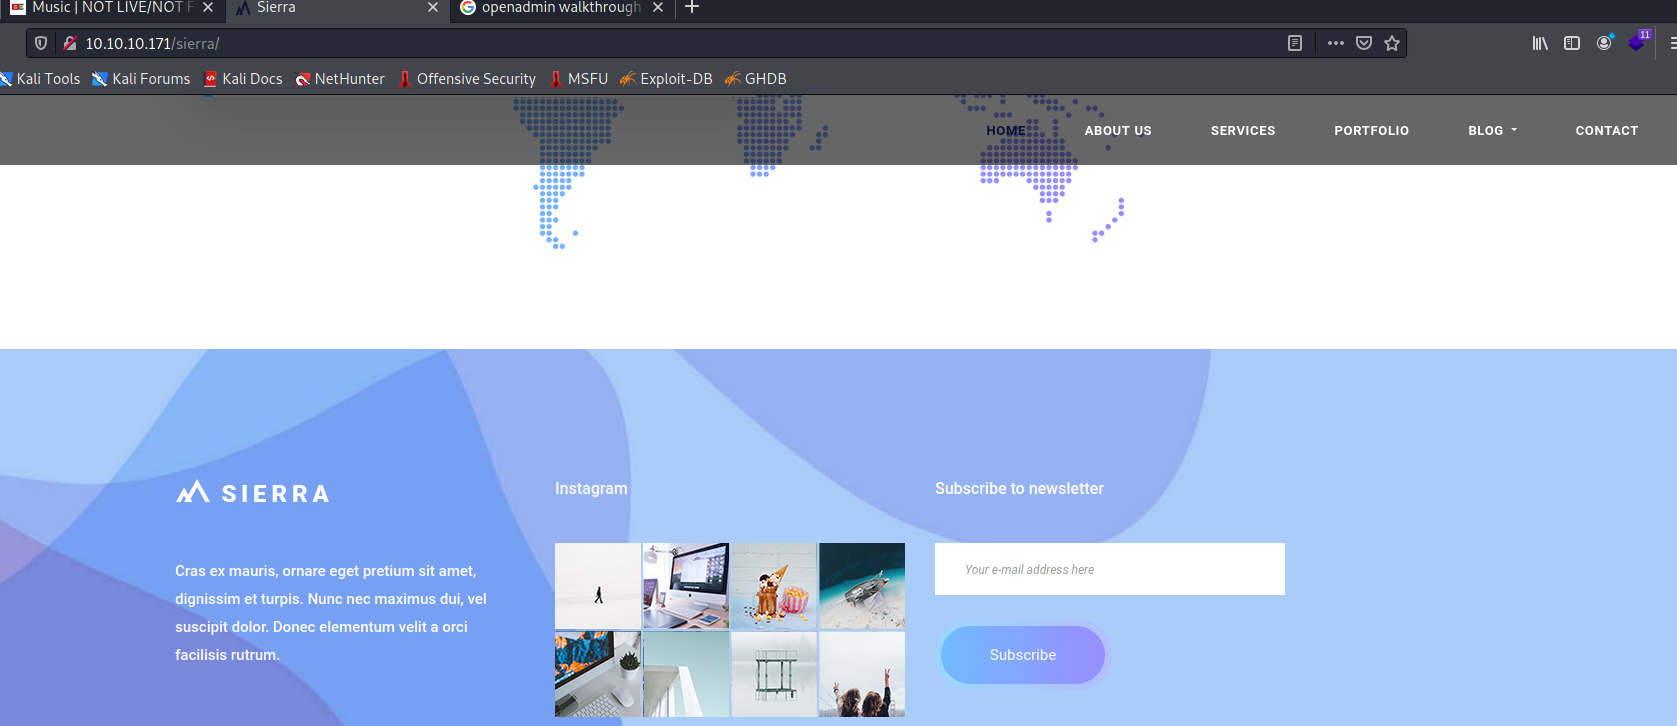 Music | NOT LIVE/NOT F
Sierra
openadmin walkthrough
10.10.10.171/sierra/
11
Kali Tools
Kali Forums
Kali Docs
NetHunter
Offensive Security
MSFU
Exploit-DB
GHDB
HOME
ABOUT US
SERVICES
PORTFOLIO
BLOG
CONTACT
SIERRA
Cras ex mauris, ornare eget pretium sit amet,
dignissim et turpis. Nunc nec maximus dui, vel
suscipit dolor. Donec elementum velit a orci
facilisis rutrum.
Instagram
Subscribe to newsletter
Your e-mail address here
Subscribe